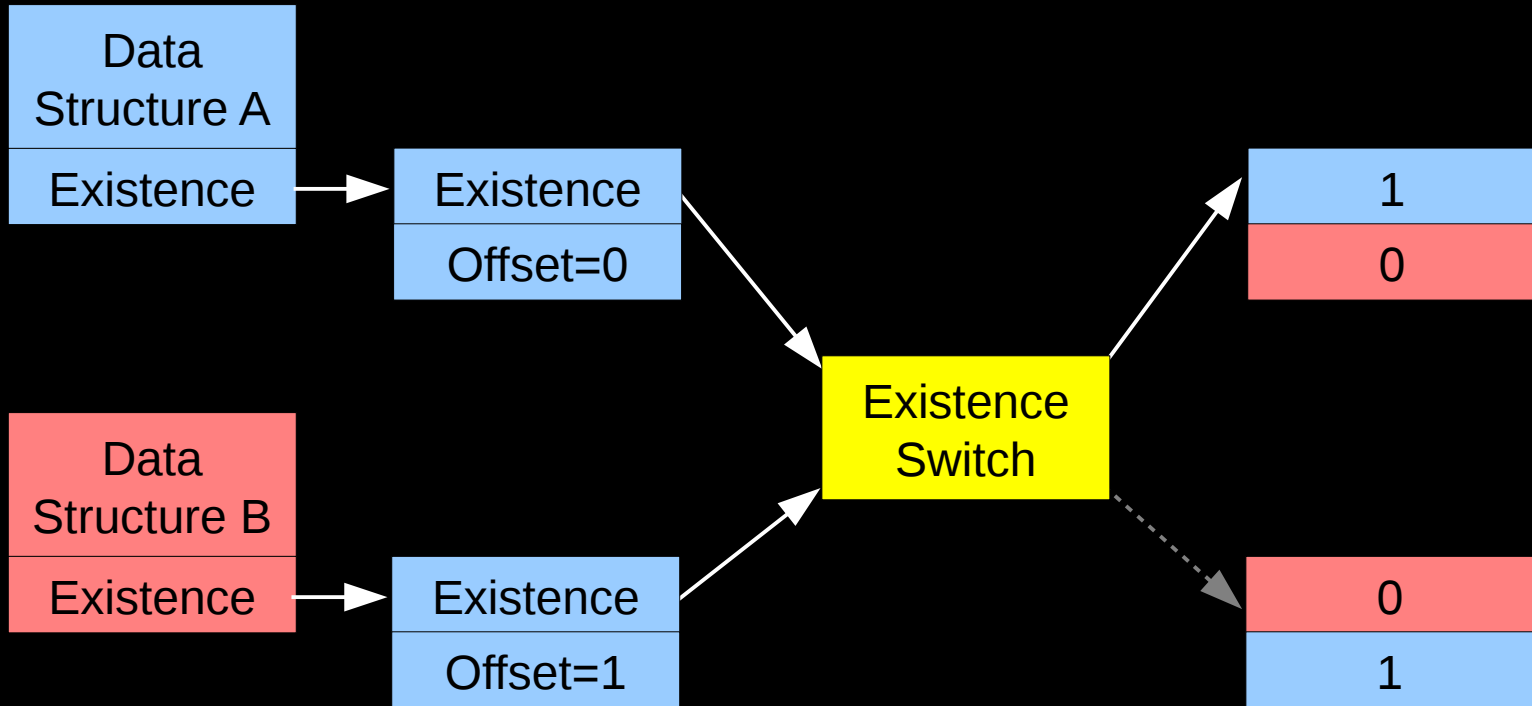 Data
Structure A
Existence
Existence
Offset=0
1
0
Existence
Switch
Data
Structure B
Existence
Existence
Offset=1
0
1